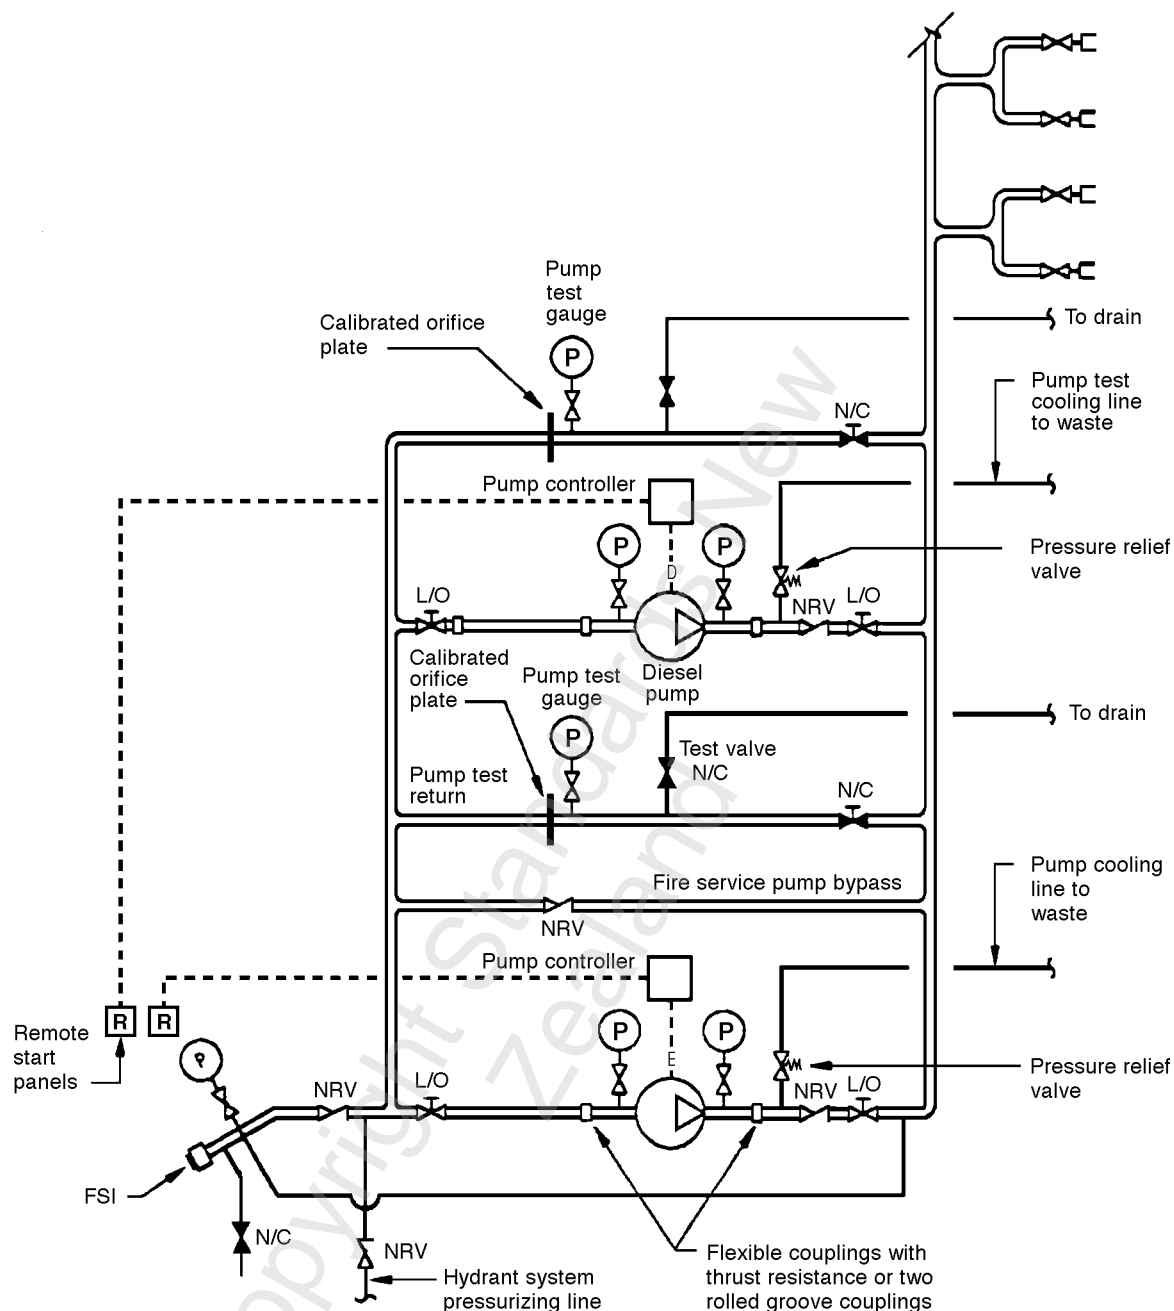 Pump
test
gauge
P
Calibrated orifice
plate
To drain
Pump test
cooling line
to waste
N/C
Pump controller
P
P
D
Pressure relief
valve
L/O
NRV
L/O
Calibrated
orifice
plate
Pump test
gauge
Diesel
pump
P
To drain
Test valve
N/C
Pump test
return
N/C
Fire service pump bypass
NRV
Pump cooling
line to
waste
Pump controller
R
R
Remote
start
panels
P
P
P
E
Pressure relief
valve
NRV
L/O
NRV
L/O
FSI
N/C
NRV
Hydrant system
pressurizing line
Flexible couplings with
thrust resistance or two
rolled groove couplings
opyright Standards New
Zealand